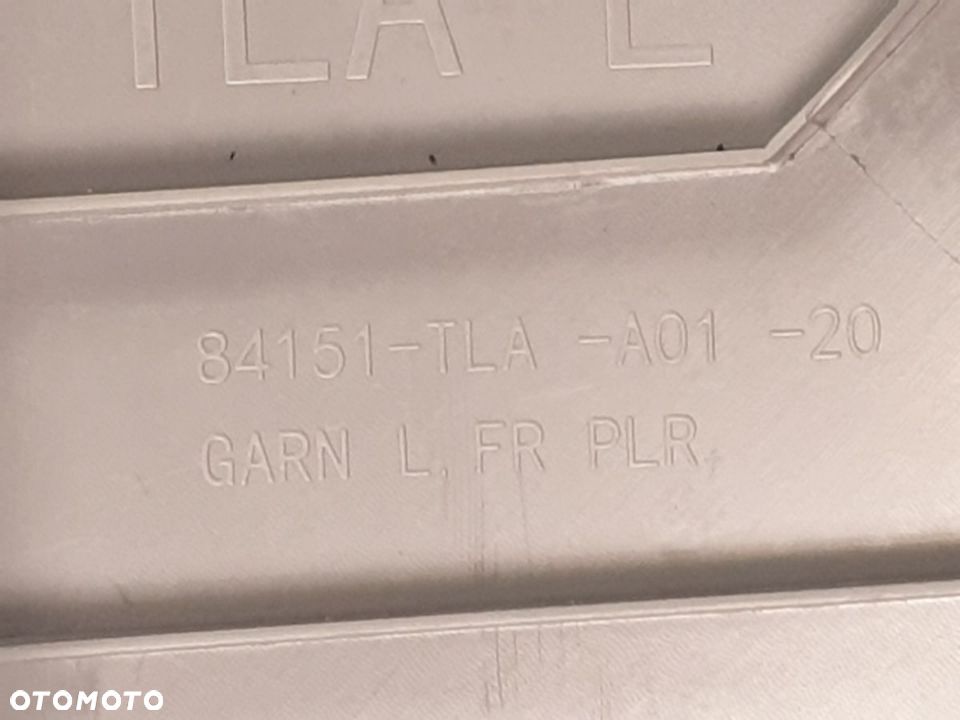 TLA L
84151-TLA -A01 -20
GARN L, FR PLR
OTOMOTO